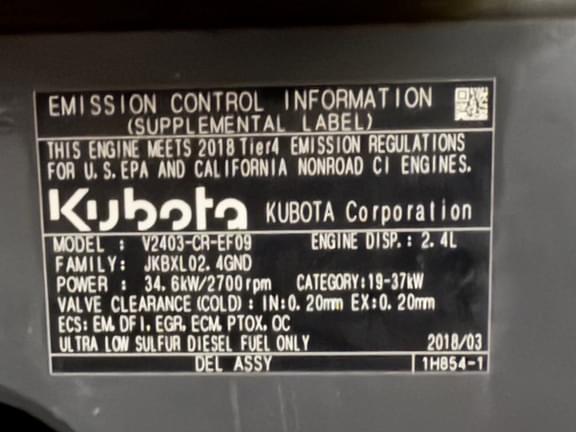 EMISSION CONTROL INFORMATION
(SUPPLEMENTAL LABEL)
THIS ENGINE MEETS 2018 Tier4 EMISSION REGULATIONS
FOR U.S.EPA AND CALIFORNIA NONROAD CI ENGINES.
Kubota KUBOTA Corporation
MODEL : V2403-CR-EF09 ENGINE DISP.: 2.4L
FAMILY: JKBXL02.4GND
POWER : 34.6kW/2700rpm CATEGORY:19-37kW
VALVE CLEARANCE(COLD): IN:0.20mm EX:0.20mm
ECS: EM, DFI, EGR, ECM, PTOX, OC
ULTRA LOW SULFUR DIESEL FUEL ONLY 2018/03
DEL ASSY 1H854-1